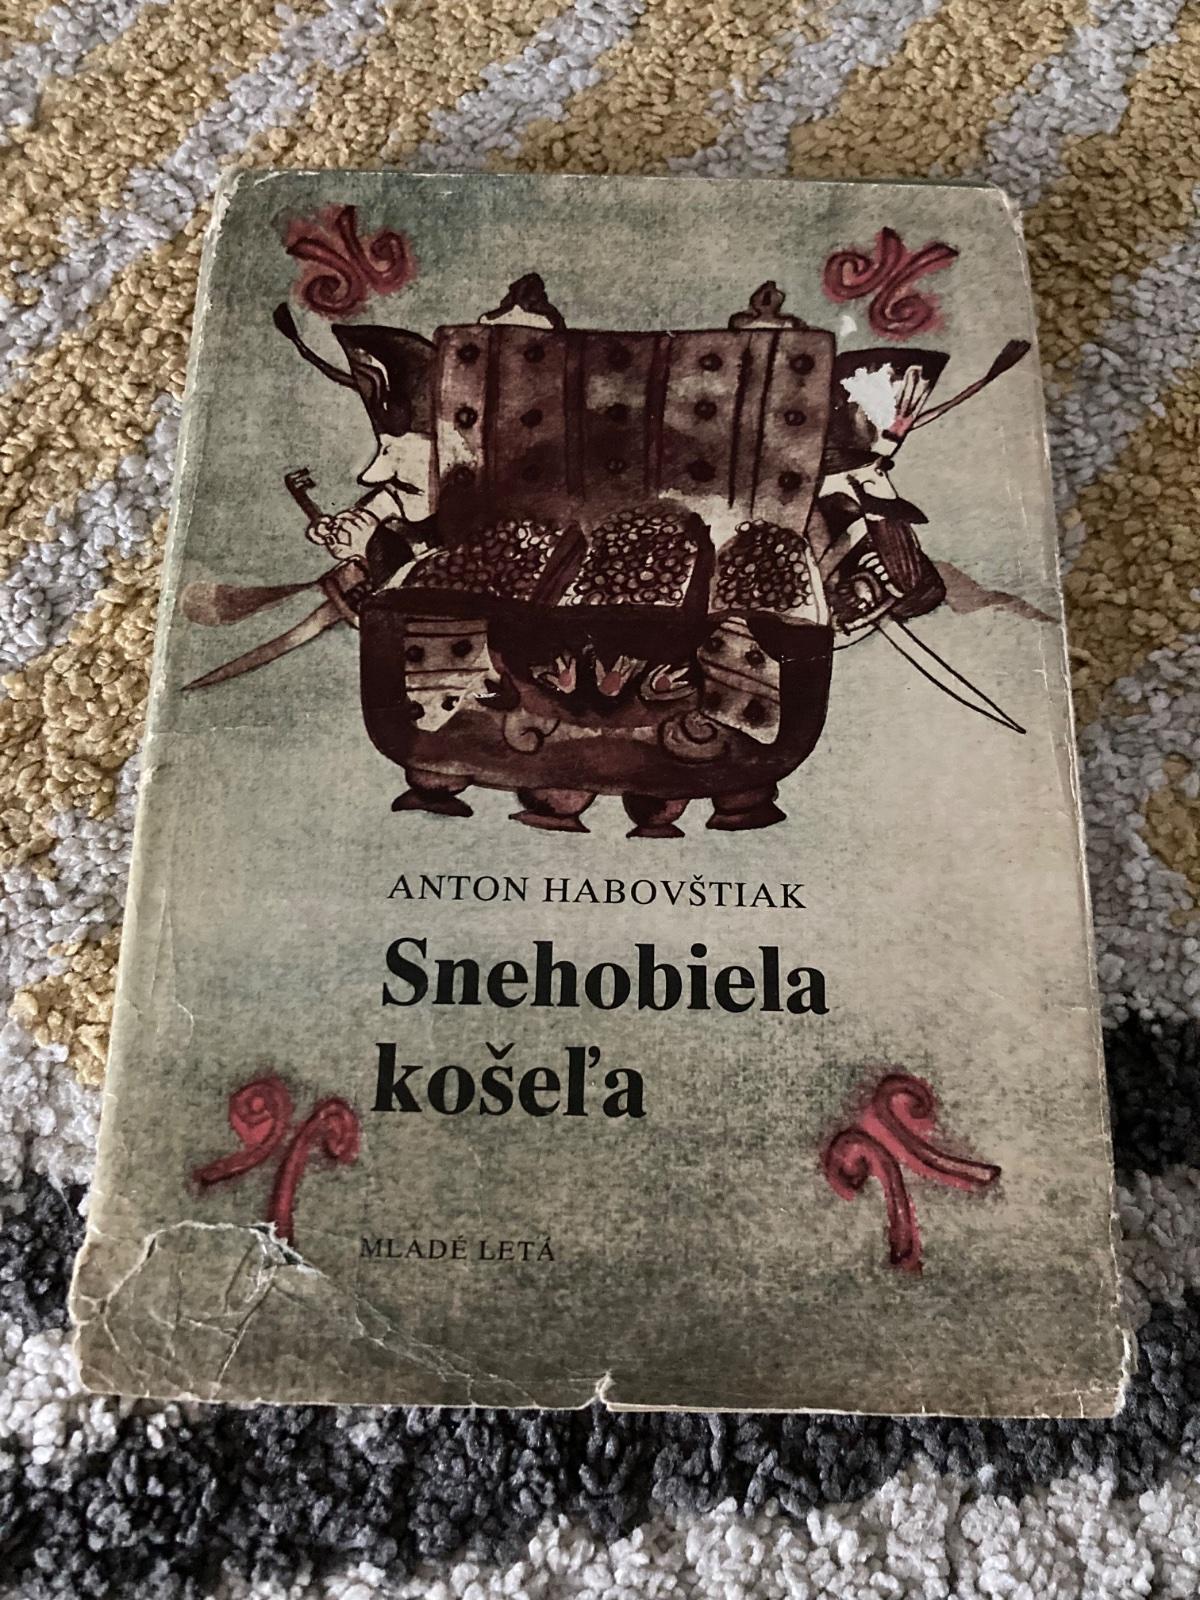 ANTON HABOVŠTIAK
Snehobiela
košeľa
MLADÉ LETÁ